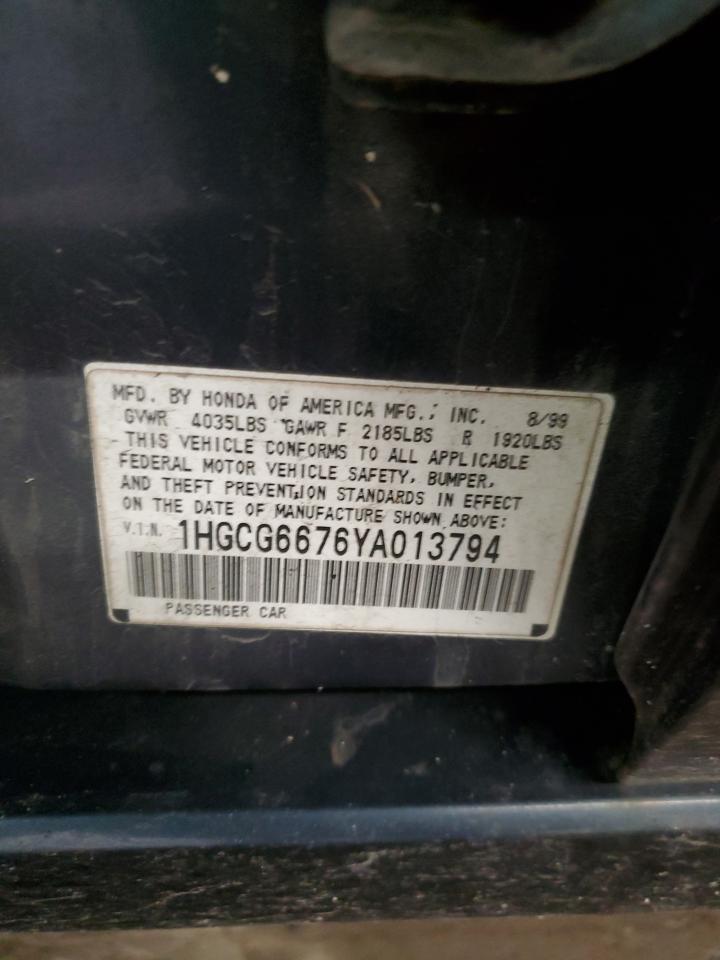 MFD. BY HONDA OF AMERICA MFG., INC. 8/99
GVWR 4035LBS GAWR F 2185LBS R 1920LBS
THIS VEHICLE CONFORMS TO ALL APPLICABLE
FEDERAL MOTOR VEHICLE SAFETY, BUMPER,
AND THEFT PREVENTION STANDARDS IN EFFECT
ON THE DATE OF MANUFACTURE SHOWN ABOVE:
V.I.N. 1HGCG6676YA013794
PASSENGER CAR